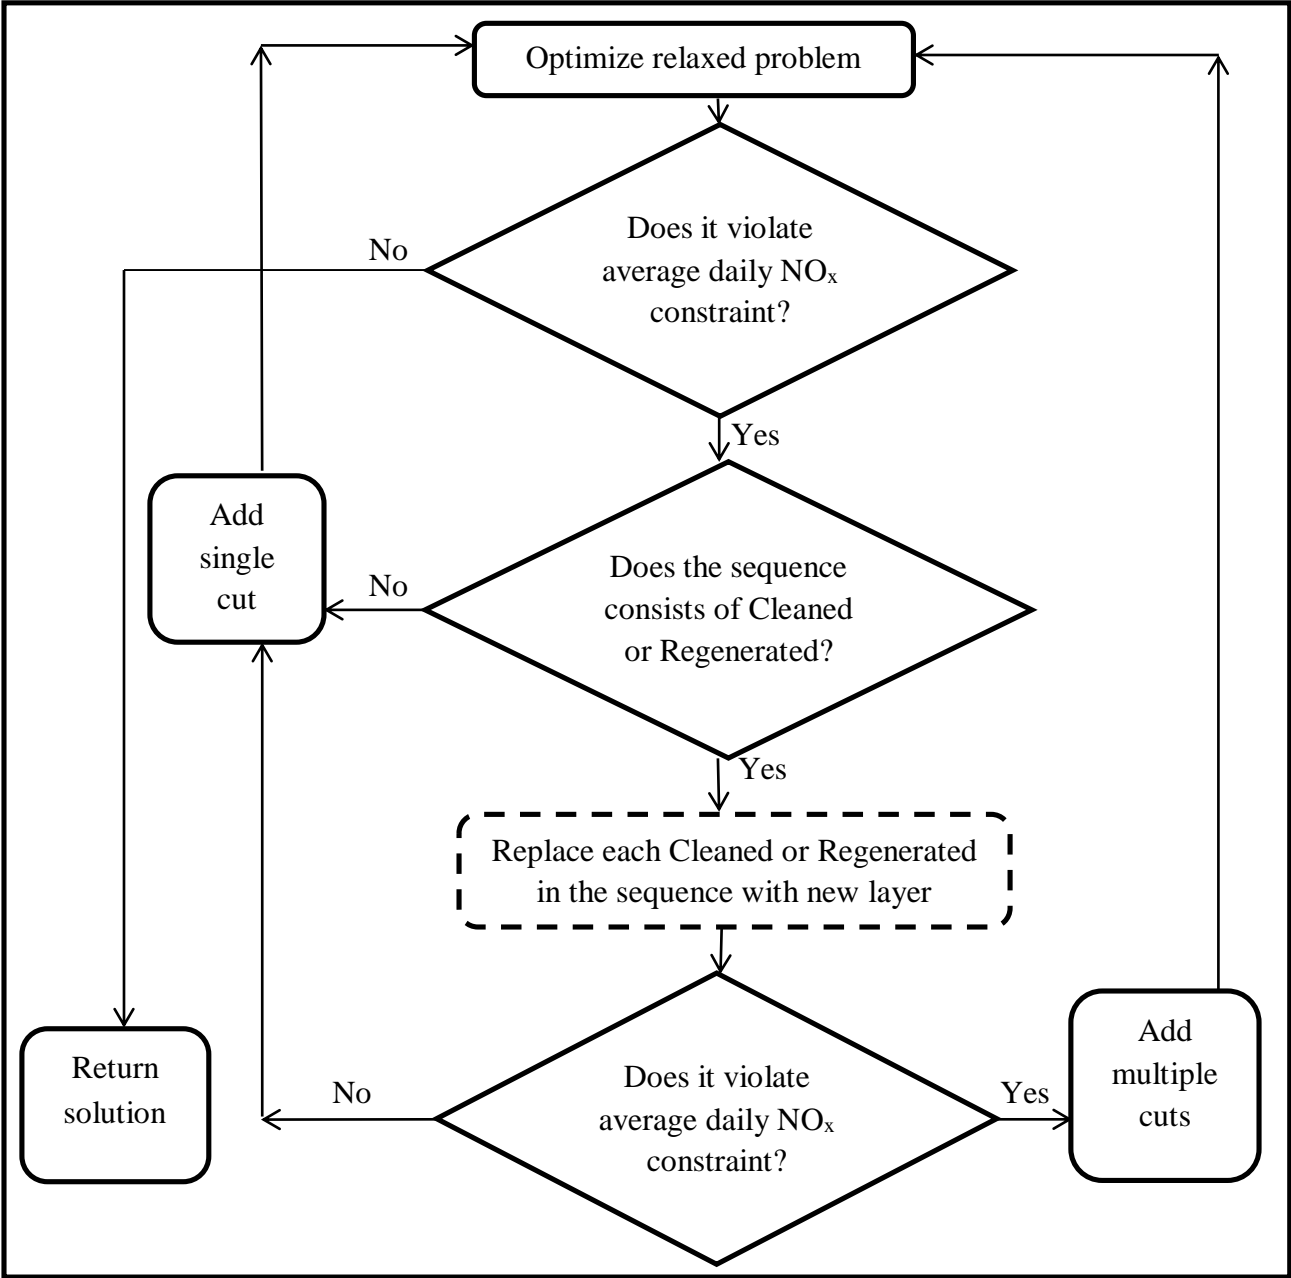 Optimize relaxed problem
Does it violate
average daily NOₓ
constraint?
No
Yes
Add
single
cut
No
Does the sequence
consists of Cleaned
or Regenerated?
Yes
Replace each Cleaned or Regenerated
in the sequence with new layer
Return
solution
No
Does it violate
average daily NOₓ
constraint?
Yes
Add
multiple
cuts